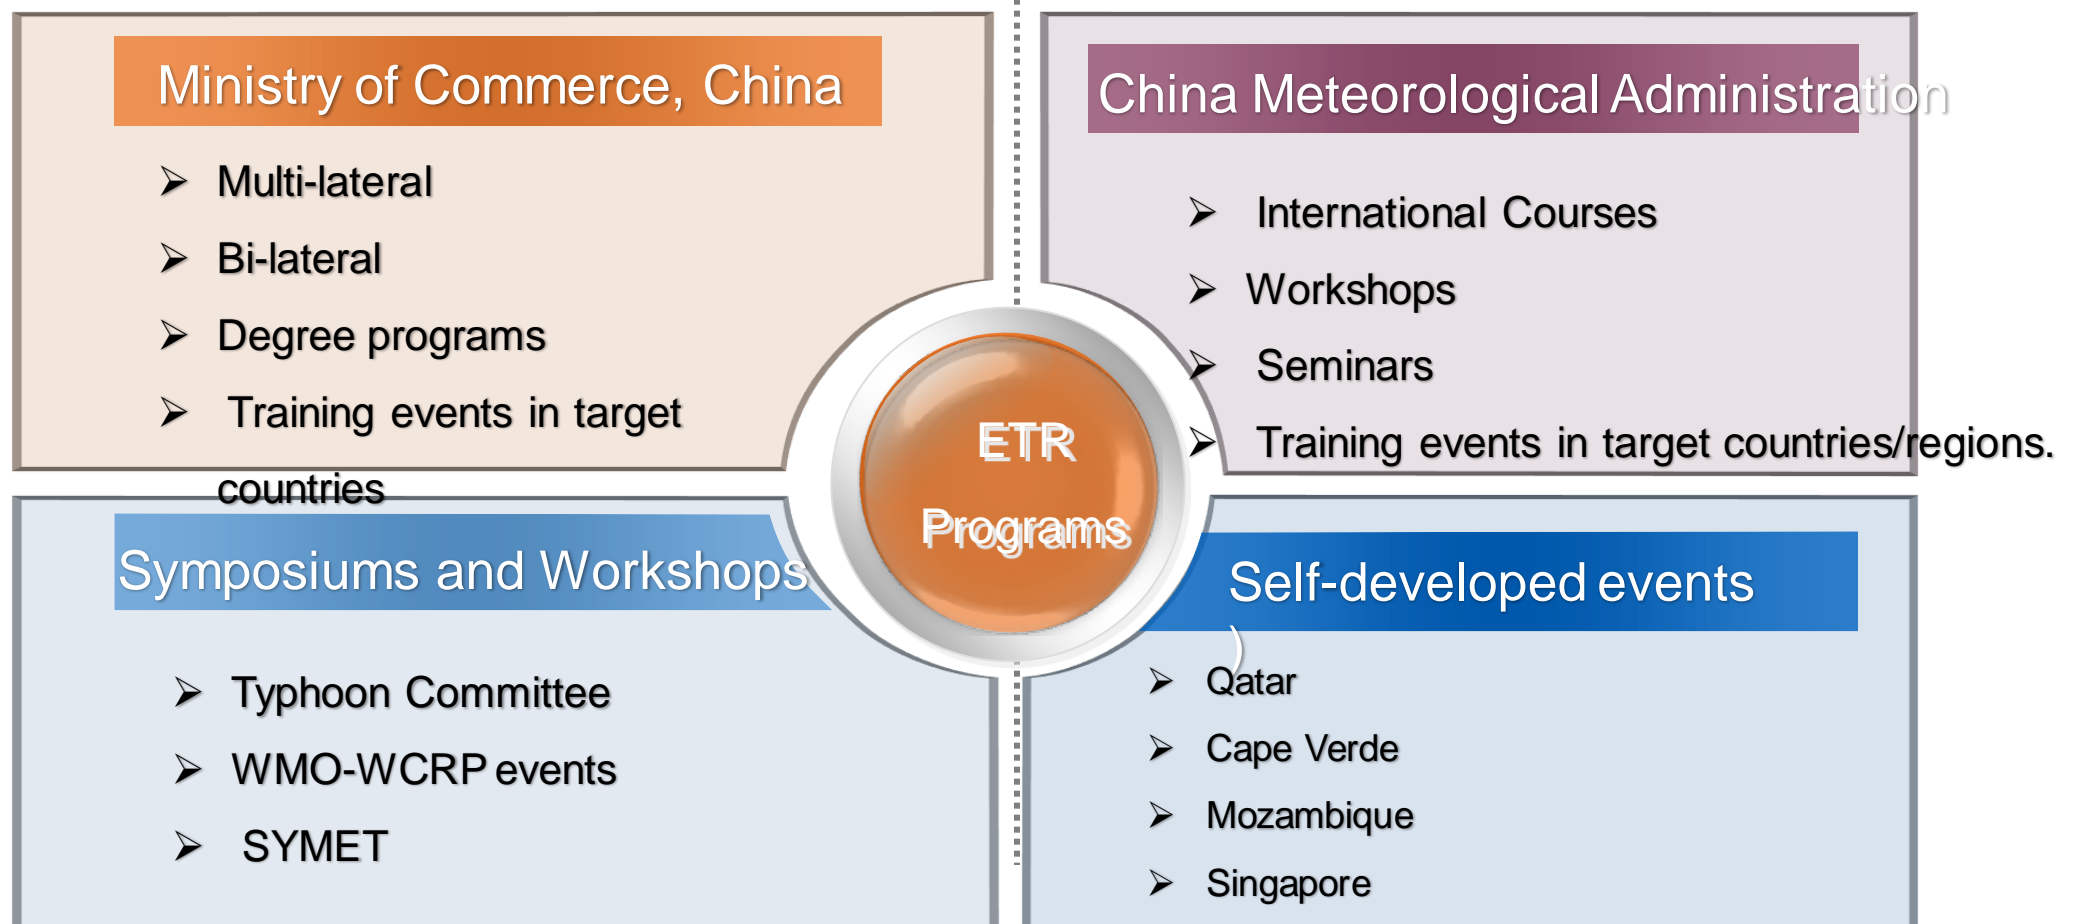 Ministry of Commerce, China
Multi-lateral
Bi-lateral
Degree programs
Training events in target
countries
China Meteorological Administration
International Courses
Workshops
Seminars
Training events in target countries/regions.
ETR
Programs
Symposiums and Workshops
Typhoon Committee
WMO-WCRP events
SYMET
Self-developed events
)
Qatar
Cape Verde
Mozambique
Singapore